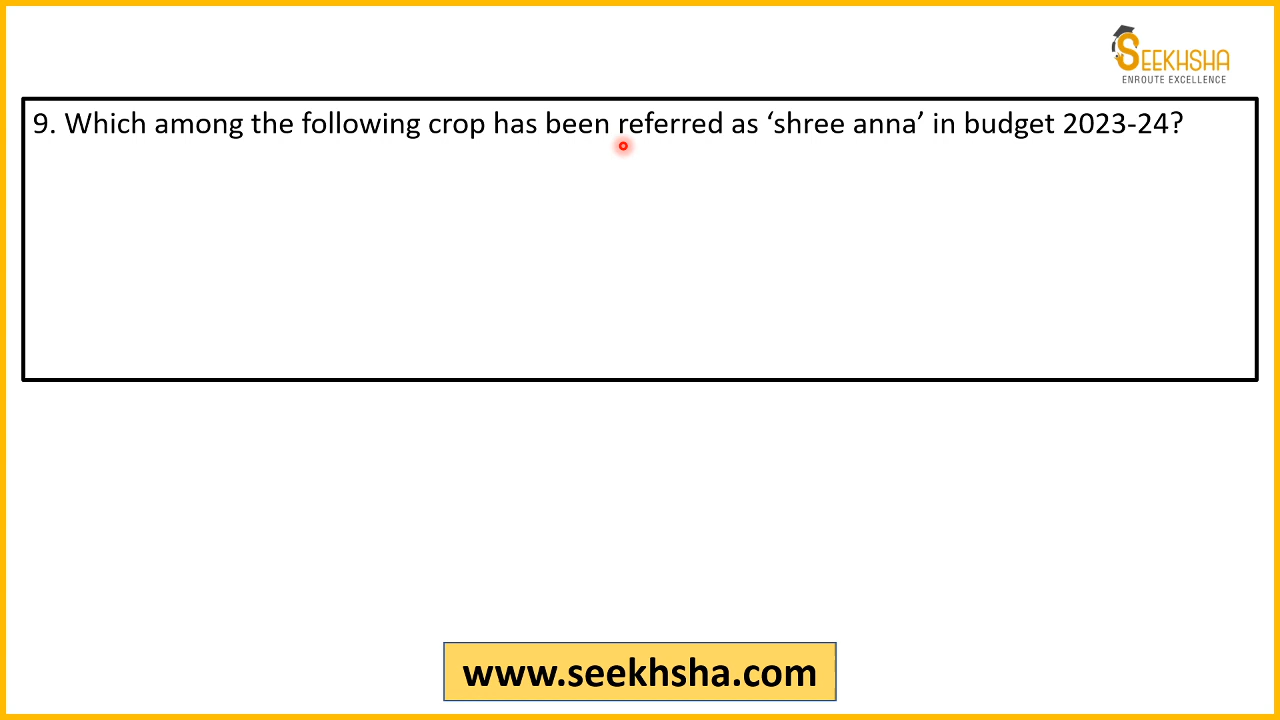 SEEKHSHA
ENROUTE EXCELLENCE
9. Which among the following crop has been referred as ‘shree anna’ in budget 2023-24?
www.seekhsha.com